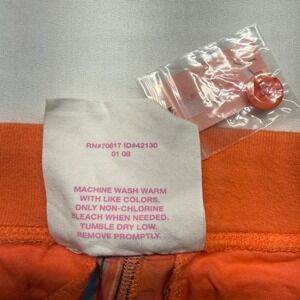 RN#70817 ID#42130
01 08
MACHINE WASH WARM
WITH LIKE COLORS.
ONLY NON-CHLORINE
BLEACH WHEN NEEDED.
TUMBLE DRY LOW.
REMOVE PROMPTLY.